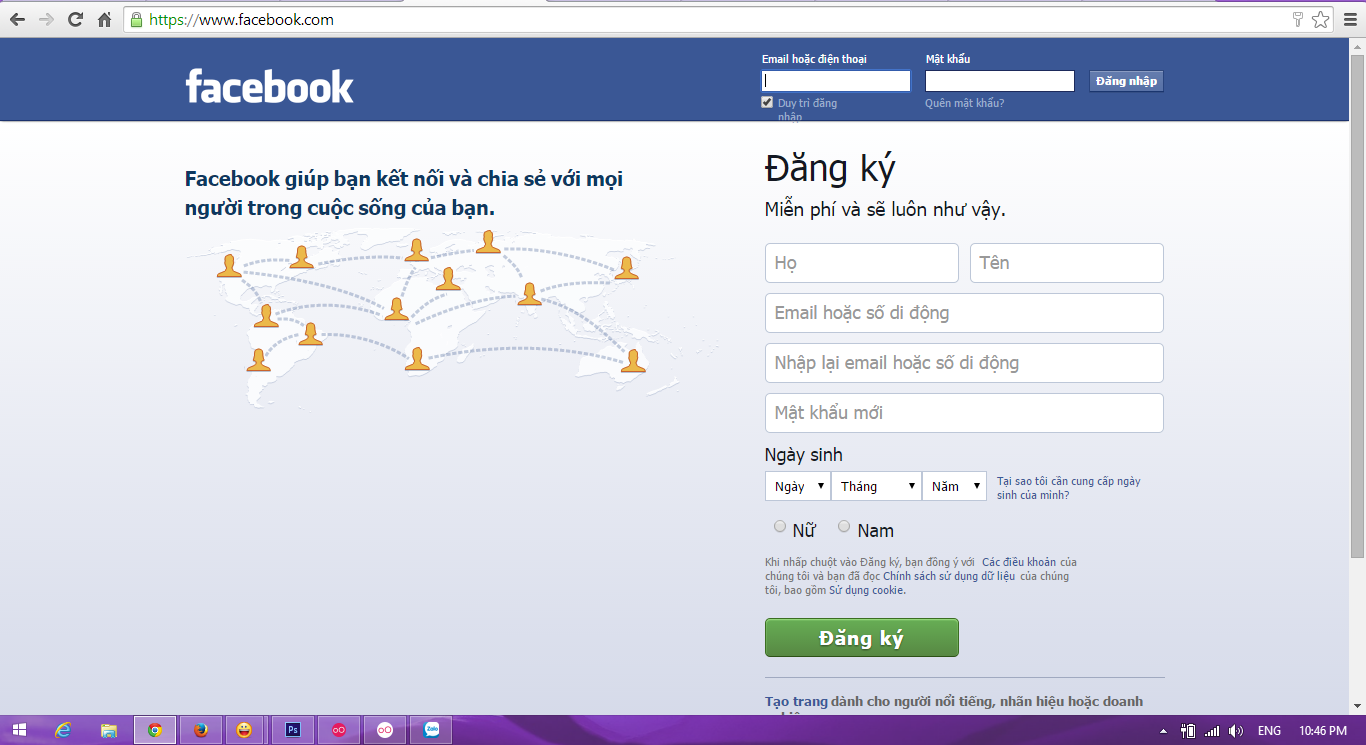 https://www.facebook.com
facebook
Email hoặc điện thoại
Mật khẩu
Đăng nhập
Duy trì đăng
nhập
Quên mật khẩu?
Facebook giúp bạn kết nối và chia sẻ với mọi
người trong cuộc sống của bạn.
Đăng ký
Miễn phí và sẽ luôn như vậy.
Họ
Tên
Email hoặc số di động
Nhập lại email hoặc số di động
Mật khẩu mới
Ngày sinh
Ngày
Tháng
Năm
Tại sao tôi cần cung cấp ngày
sinh của mình?
Nữ
Nam
Khi nhấp chuột vào Đăng ký, bạn đồng ý với Các điều khoản của
chúng tôi và bạn đã đọc Chính sách sử dụng dữ liệu của chúng
tôi, bao gồm Sử dụng cookie.
Đăng ký
Tạo trang dành cho người nổi tiếng, nhãn hiệu hoặc doanh
Ps
Zalo
ENG
10:46 PM